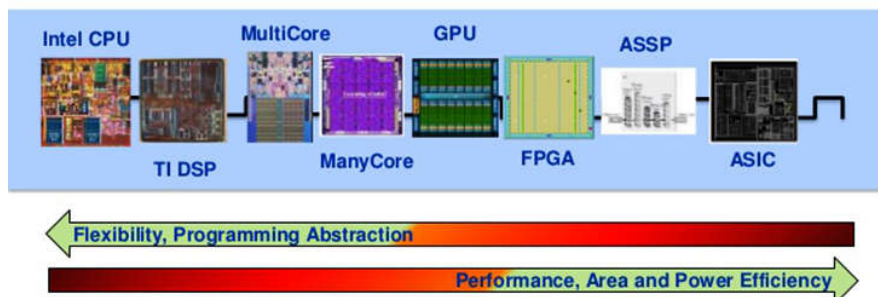 Intel CPU
MultiCore
GPU
ASSP
TI DSP
ManyCore
FPGA
ASIC
Flexibility, Programming Abstraction
Performance, Area and Power Efficiency